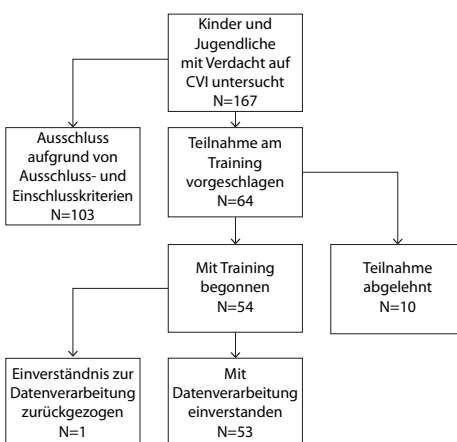 Kinder und
Jugendliche
mit Verdacht auf
CVI untersucht
N=167
Ausschluss
aufgrund von
Ausschluss- und
Einschlusskriterien
N=103
Teilnahme am
Training
vorgeschlagen
N=64
Mit Training
begonnen
N=54
Teilnahme
abgelehnt
N=10
Einverständnis zur
Datenverarbeitung
zurückgezogen
N=1
Mit
Datenverarbeitung
einverstanden
N=53